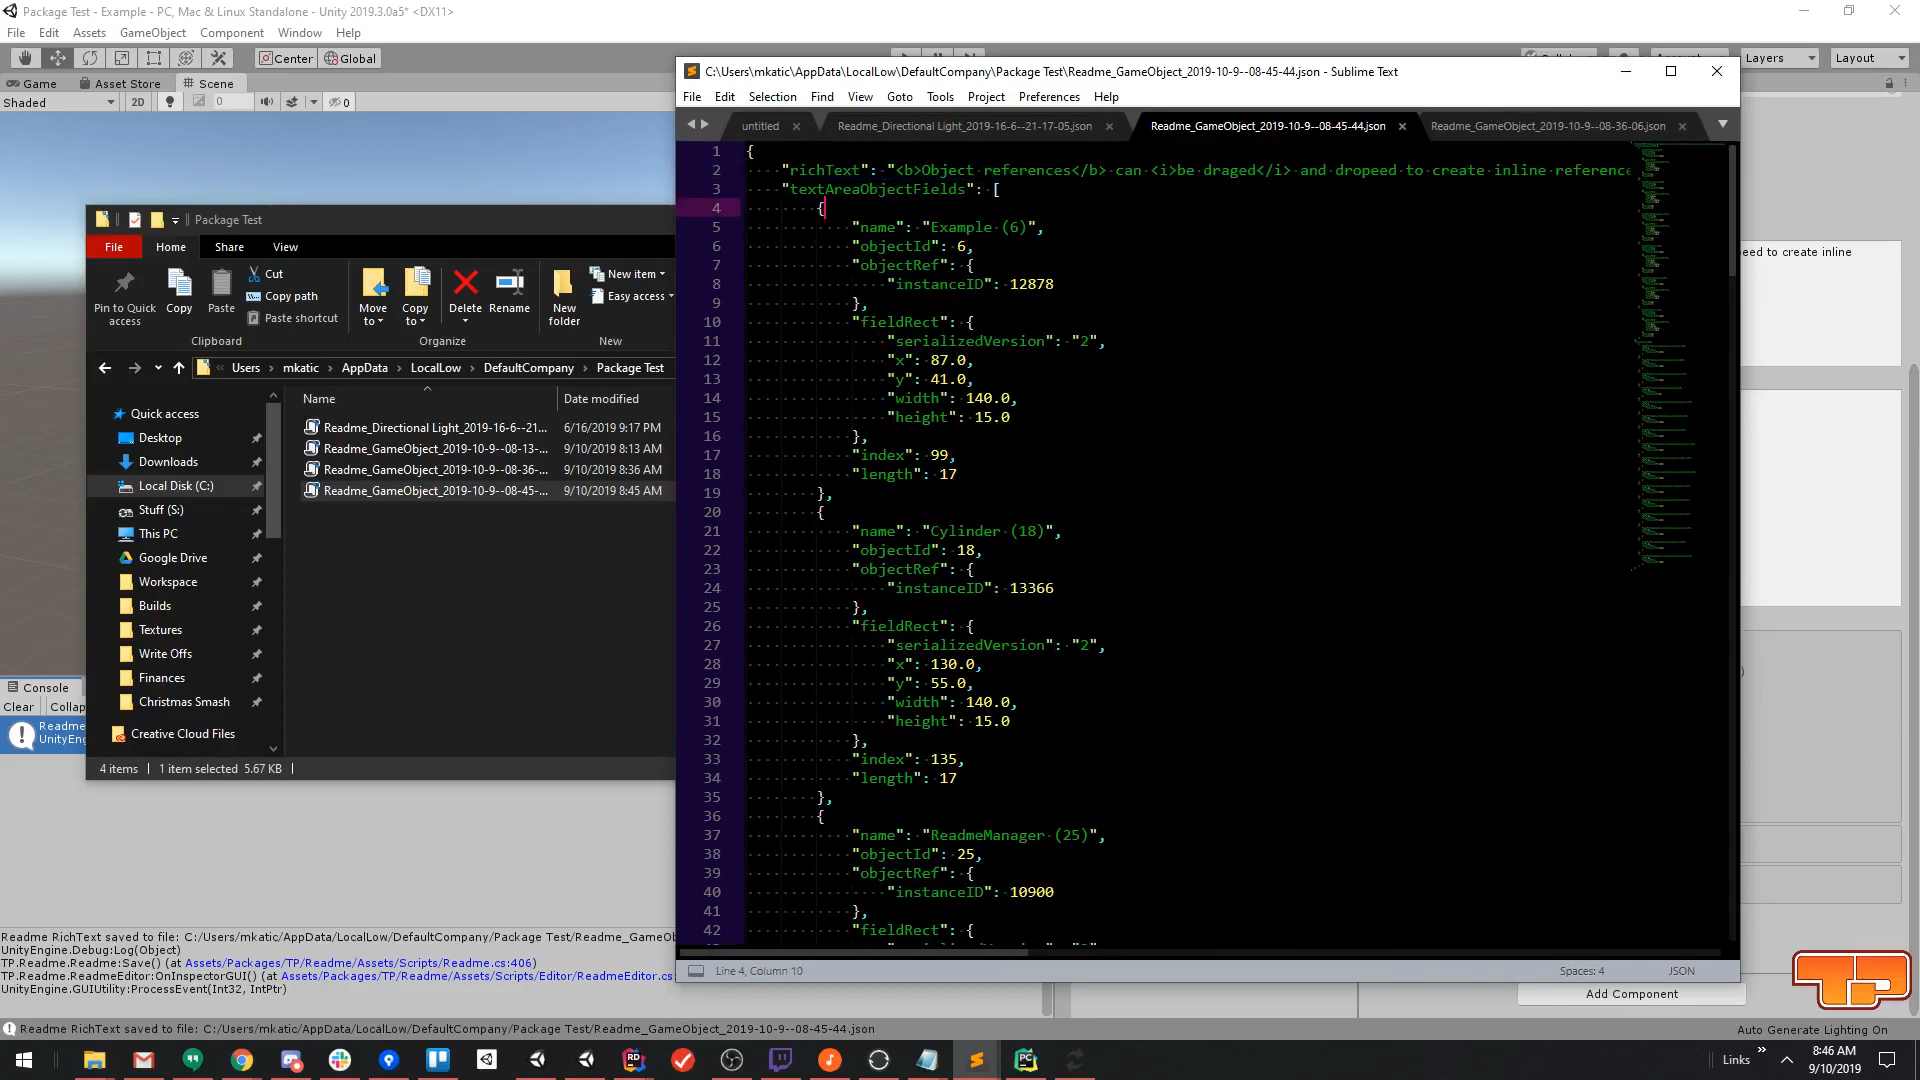 Package Test - Example - PC, Mac & Linux Standalone - Unity 2019.3.0a5* <DX11>
File Edit Assets GameObject Component Window Help
Center Global
Layers Layout
Game Asset Store Scene
Shaded 2D 0 0
C:\Users\mkatic\AppData\LocalLow\DefaultCompany\Package Test\Readme_GameObject_2019-10-9--08-45-44.json - Sublime Text
File Edit Selection Find View Goto Tools Project Preferences Help
untitled Readme_Directional Light_2019-16-6--21-17-05.json Readme_GameObject_2019-10-9--08-45-44.json Readme_GameObject_2019-10-9--08-36-06.json
1 {
2 "richText": "<b>Object references</b> can <i>be draged</i> and dropeed to create inline reference
3 "textAreaObjectFields": [
4 {
5 "name": "Example (6)",
6 "objectId": 6,
7 "objectRef": {
8 "instanceID": 12878
9 },
10 "fieldRect": {
11 "serializedVersion": "2",
12 "x": 87.0,
13 "y": 41.0,
14 "width": 140.0,
15 "height": 15.0
16 },
17 "index": 99,
18 "length": 17
19 },
20 {
21 "name": "Cylinder (18)",
22 "objectId": 18,
23 "objectRef": {
24 "instanceID": 13366
25 },
26 "fieldRect": {
27 "serializedVersion": "2",
28 "x": 130.0,
29 "y": 55.0,
30 "width": 140.0,
31 "height": 15.0
32 },
33 "index": 135,
34 "length": 17
35 },
36 {
37 "name": "ReadmeManager (25)",
38 "objectId": 25,
39 "objectRef": {
40 "instanceID": 10900
41 },
42 "fieldRect": {
Line 4, Column 10 Spaces: 4 JSON
eed to create inline
Package Test
File Home Share View
Pin to Quick access Copy Paste Cut Copy path Paste shortcut
Move to Copy to Delete Rename New folder New item Easy access
Clipboard Organize New
Users mkatic AppData LocalLow DefaultCompany Package Test
Name Date modified
Readme_Directional Light_2019-16-6--21... 6/16/2019 9:17 PM
Readme_GameObject_2019-10-9--08-13-... 9/10/2019 8:13 AM
Readme_GameObject_2019-10-9--08-36-... 9/10/2019 8:36 AM
Readme_GameObject_2019-10-9--08-45-... 9/10/2019 8:45 AM
Quick access
Desktop
Downloads
Local Disk (C:)
Stuff (S:)
This PC
Google Drive
Workspace
Builds
Textures
Write Offs
Finances
Christmas Smash
Creative Cloud Files
4 items 1 item selected 5.67 KB
Console
Clear Collap
Readme
UnityEng
Readme RichText saved to file: C:/Users/mkatic/AppData/LocalLow/DefaultCompany/Package Test/Readme_GameOb
UnityEngine.Debug:Log(Object)
TP.Readme.Readme:Save() (at Assets/Packages/TP/Readme/Assets/Scripts/Readme.cs:406)
TP.Readme.ReadmeEditor:OnInspectorGUI() (at Assets/Packages/TP/Readme/Assets/Scripts/Editor/ReadmeEditor.cs:
UnityEngine.GUIUtility:ProcessEvent(Int32, IntPtr)
Add Component
TP
Readme RichText saved to file: C:/Users/mkatic/AppData/LocalLow/DefaultCompany/Package Test/Readme_GameObject_2019-10-9--08-45-44.json
Auto Generate Lighting On
RD PC Links 8:46 AM
9/10/2019